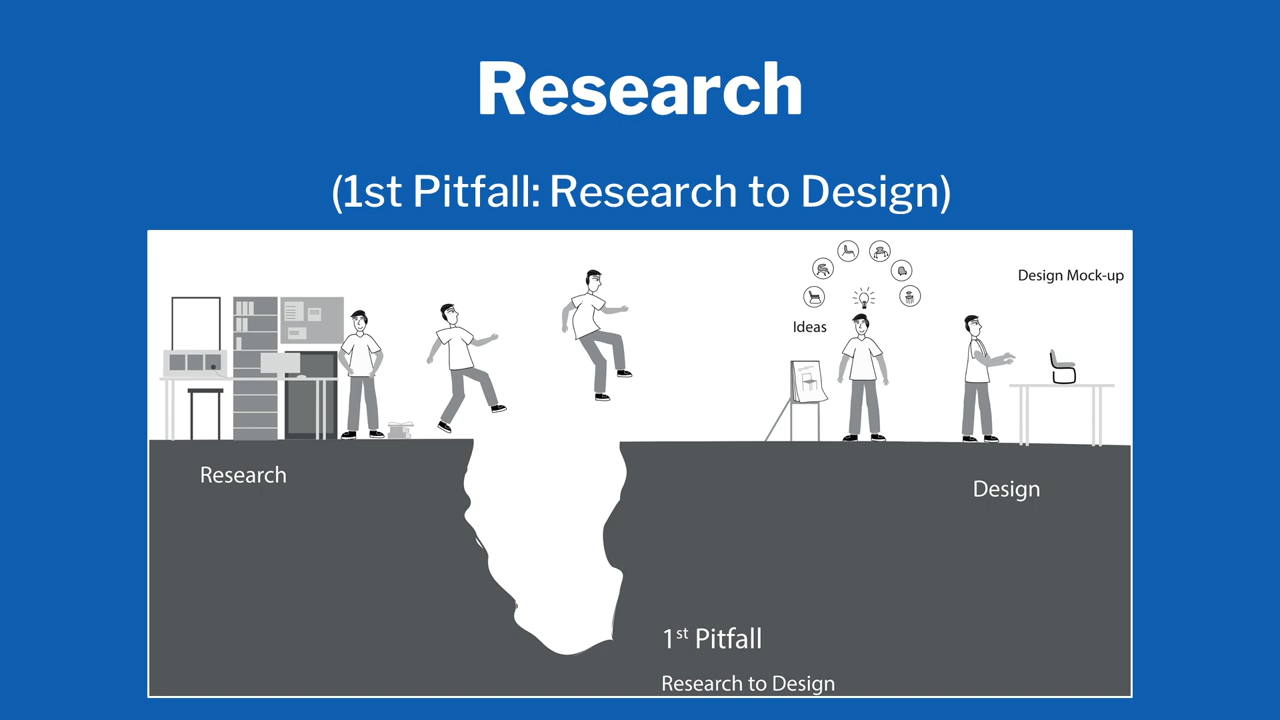 Research
(1st Pitfall: Research to Design)
Design Mock-up
Ideas
Research
Design
1st Pitfall
Research to Design